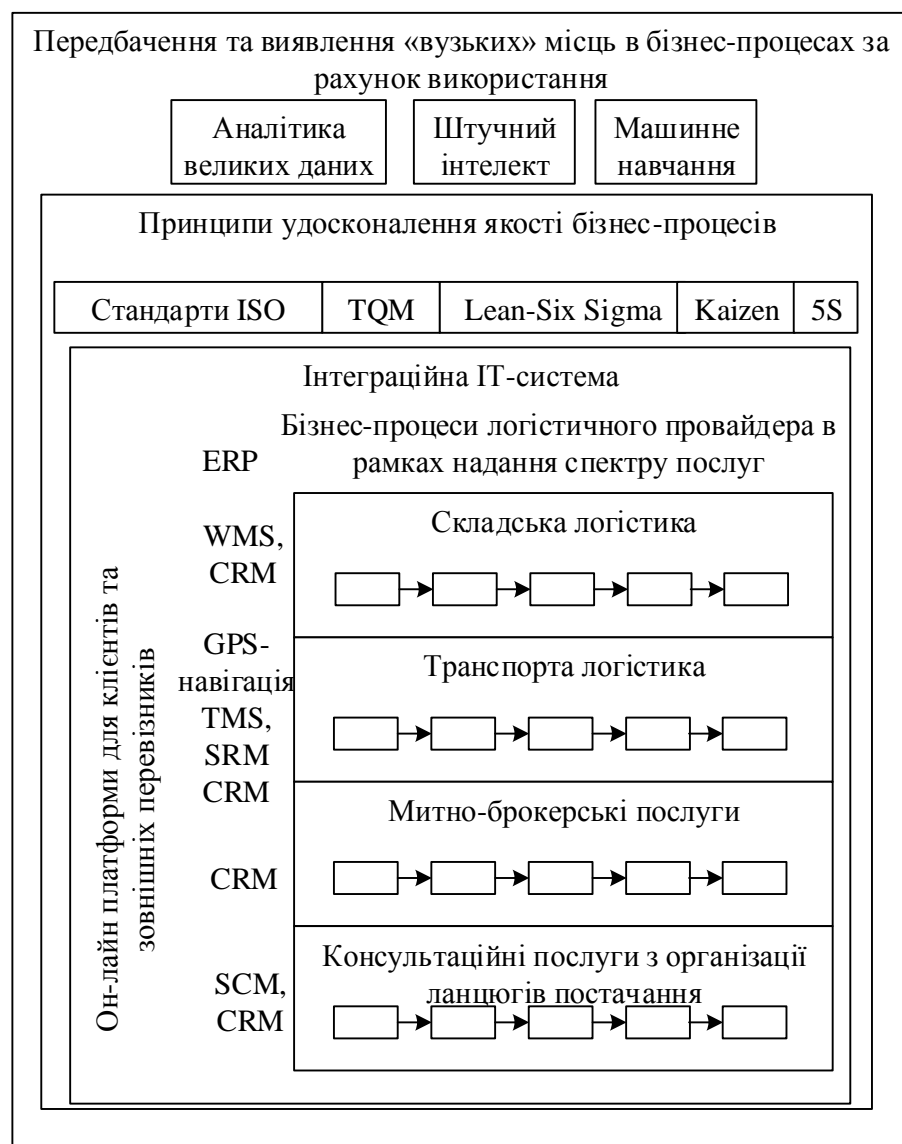 Передбачення та виявлення «вузьких» місць в бізнес-процесах за
рахунок використання
Аналітика
великих даних
Штучний
інтелект
Машинне
навчання
Принципи удосконалення якості бізнес-процесів
Стандарти ISO
TQM
Lean-Six Sigma
Kaizen
5S
Інтеграційна ІТ-система
Он-лайн платформи для клієнтів та
зовнішніх перевізників
ERP
Бізнес-процеси логістичного провайдера в
рамках надання спектру послуг
WMS,
CRM
Складська логістика
GPS-
навігація
TMS,
SRM
CRM
Транспорта логістика
CRM
Митно-брокерські послуги
SCM,
CRM
Консультаційні послуги з організації
ланцюгів постачання